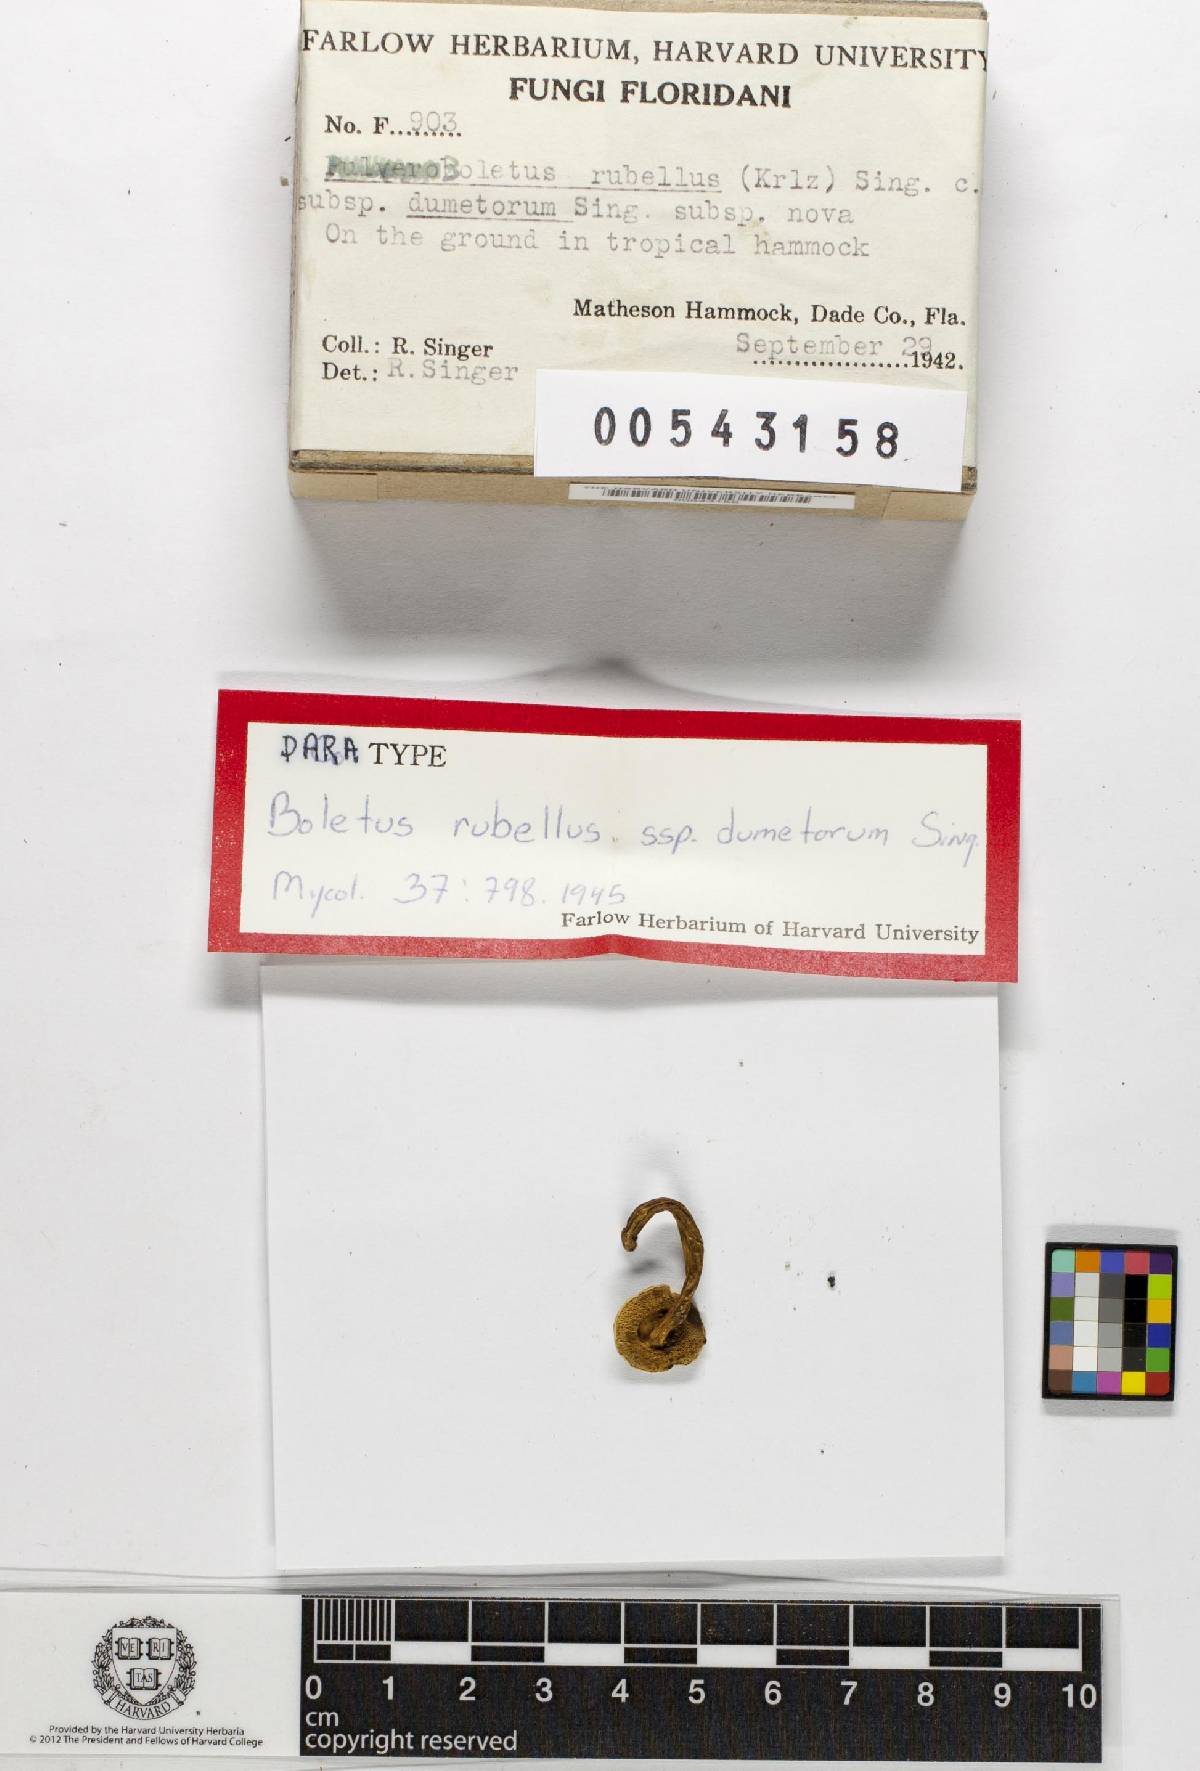 FARLOW HERBARIUM, HARVARD UNIVERSITY
FUNGI FLORIDANI
No. F. 903
PulveroBoletus rubellus (Krlz) Sing. c.
subsp. dumetorum Sing. subsp. nova
On the ground in tropical hammock
Matheson Hammock, Dade Co., Fla.
September 29 1942.
Coll.: R. Singer
Det.: R. Singer
00543158
PARA TYPE
Boletus rubellus ssp. dumetorum Sing.
Mycol. 37: 798. 1945
Farlow Herbarium of Harvard University
VE RI
TAS
HARVARD
Provided by the Harvard University Herbaria
© 2012 The President and Fellows of Harvard College
0 1 2 3 4 5 6 7 8 9 10
cm
copyright reserved